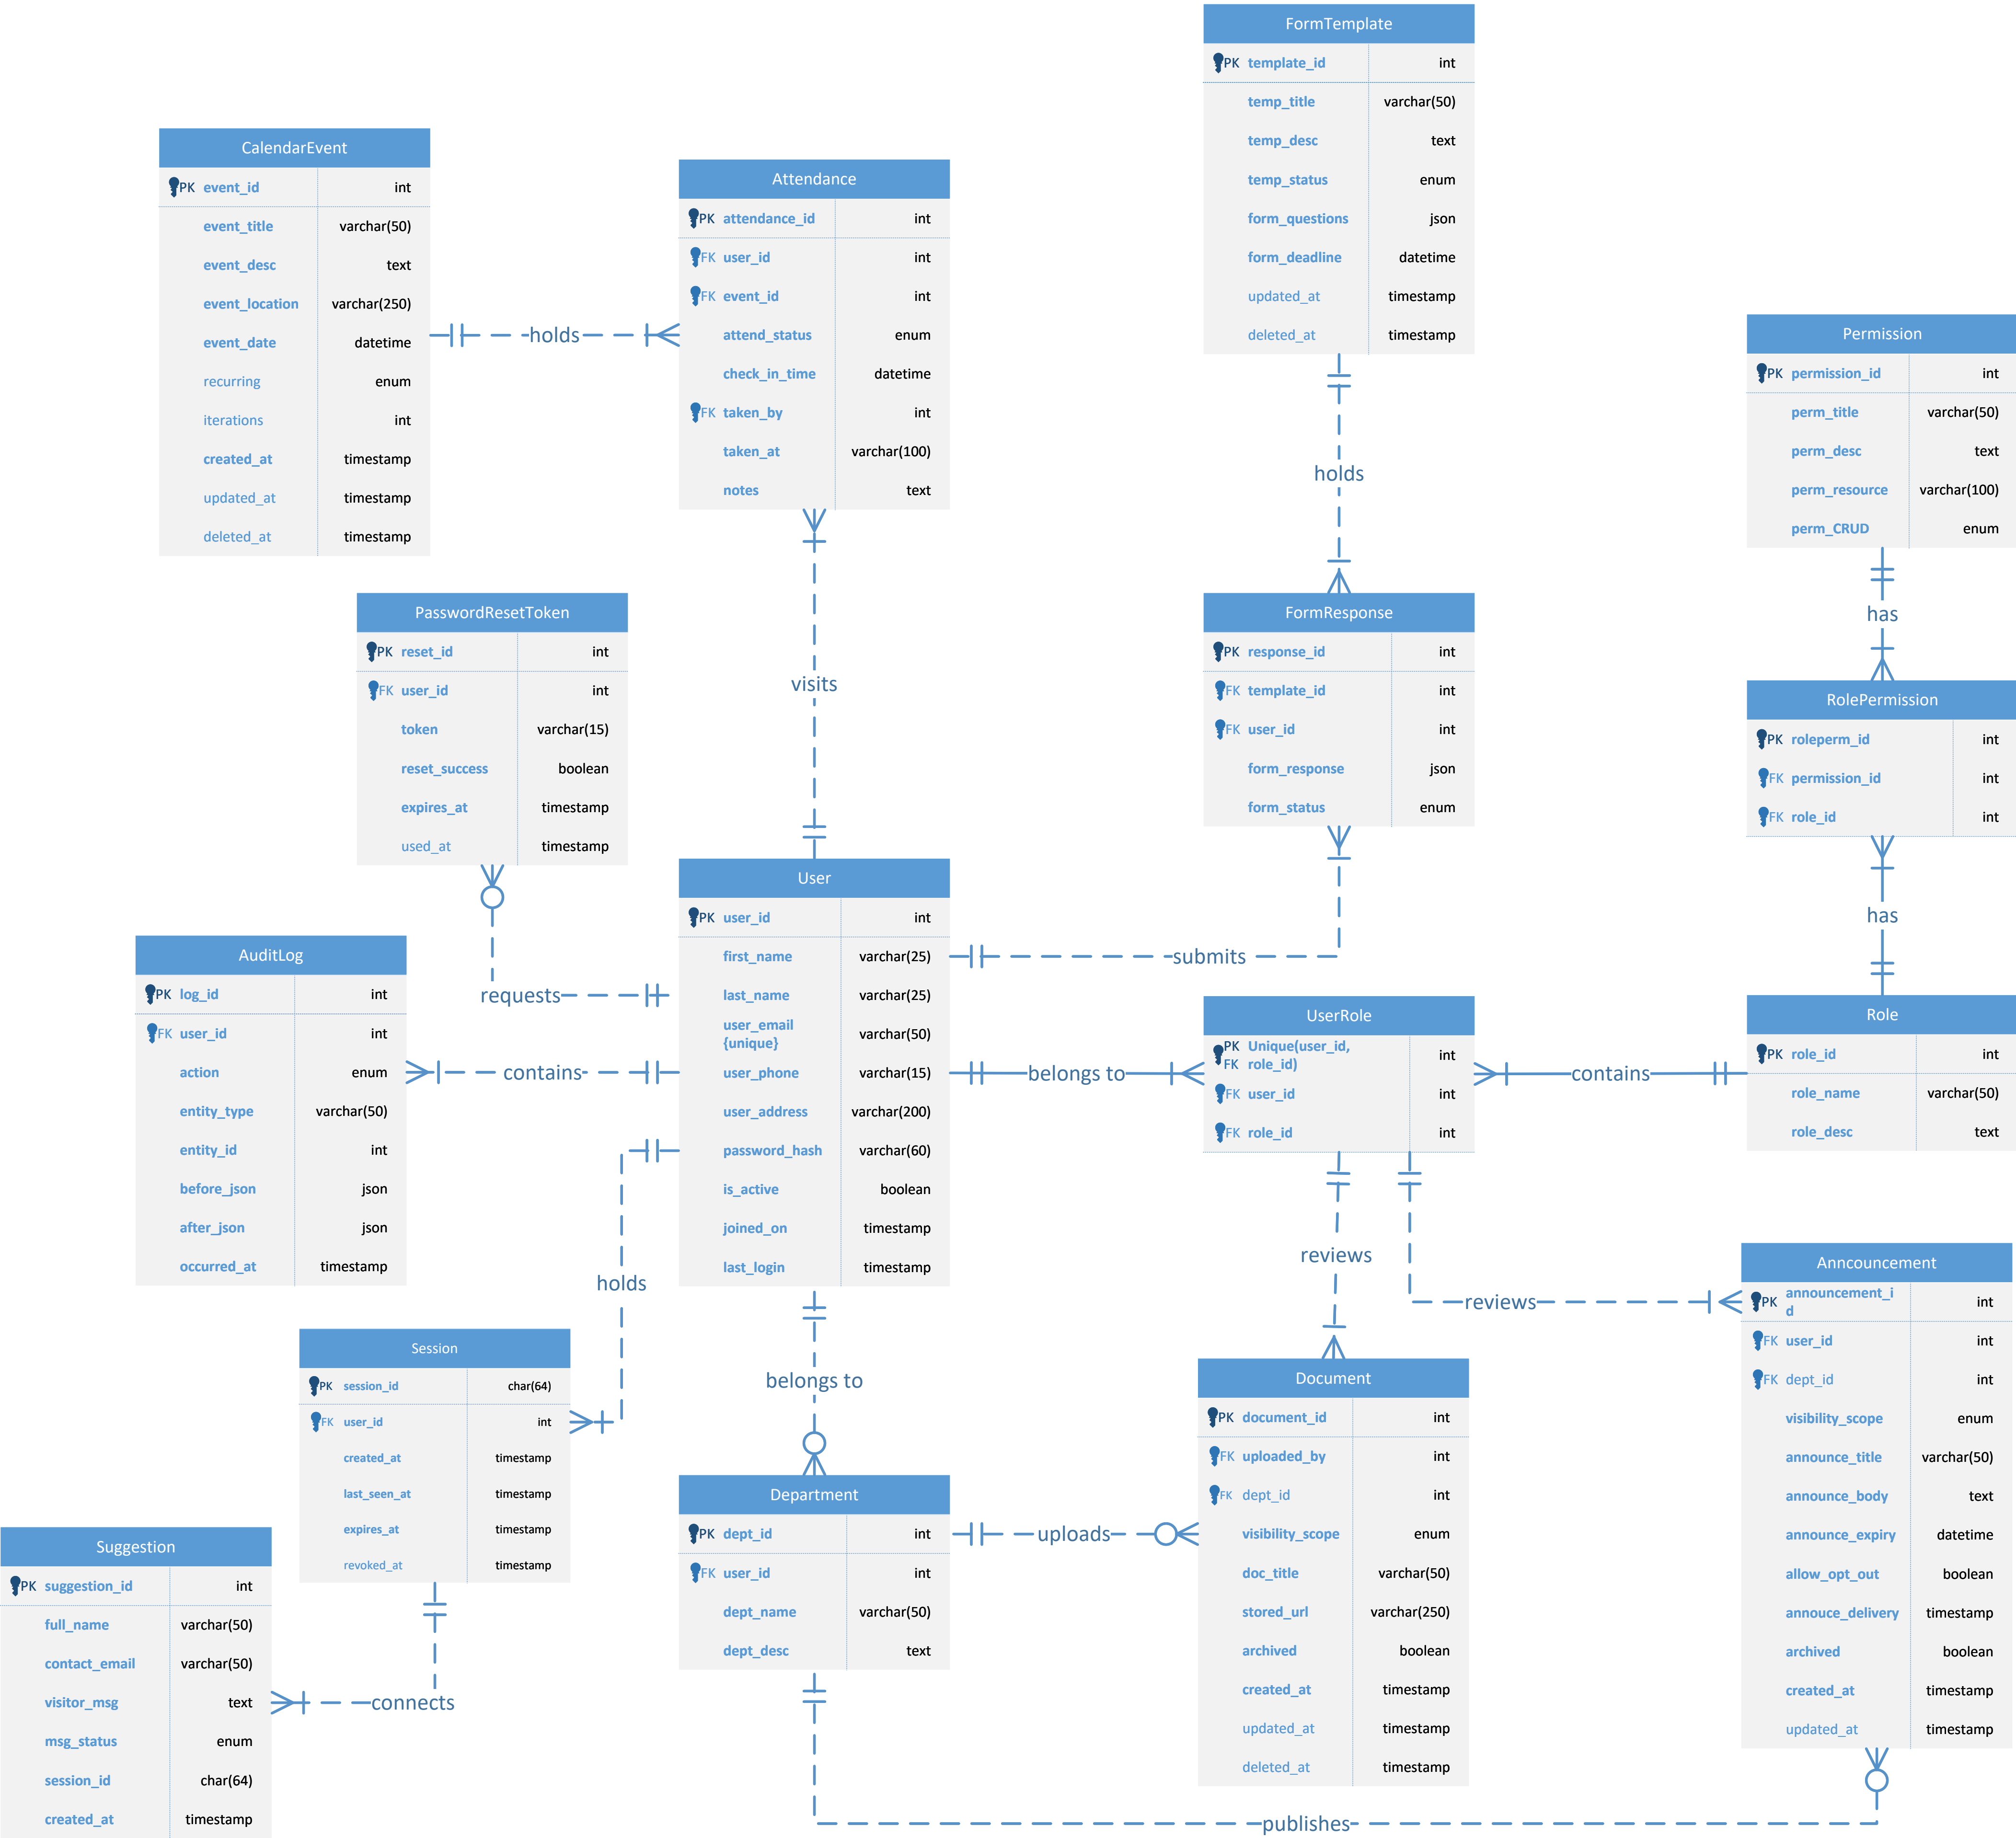 FormTemplate
PK template_id int
temp_title varchar(50)
temp_desc text
temp_status enum
form_questions json
form_deadline datetime
updated_at timestamp
deleted_at timestamp
CalendarEvent
PK event_id int
event_title varchar(50)
event_desc text
event_location varchar(250)
event_date datetime
recurring enum
iterations int
created_at timestamp
updated_at timestamp
deleted_at timestamp
holds
Attendance
PK attendance_id int
FK user_id int
FK event_id int
attend_status enum
check_in_time datetime
FK taken_by int
taken_at varchar(100)
notes text
holds
Permission
PK permission_id int
perm_title varchar(50)
perm_desc text
perm_resource varchar(100)
perm_CRUD enum
has
PasswordResetToken
PK reset_id int
FK user_id int
token varchar(15)
reset_success boolean
expires_at timestamp
used_at timestamp
visits
FormResponse
PK response_id int
FK template_id int
FK user_id int
form_response json
form_status enum
RolePermission
PK roleperm_id int
FK permission_id int
FK role_id int
has
requests
User
PK user_id int
first_name varchar(25)
last_name varchar(25)
user_email
{unique} varchar(50)
user_phone varchar(15)
user_address varchar(200)
password_hash varchar(60)
is_active boolean
joined_on timestamp
last_login timestamp
submits
AuditLog
PK log_id int
FK user_id int
action enum
entity_type varchar(50)
entity_id int
before_json json
after_json json
occurred_at timestamp
contains
belongs to
UserRole
PK Unique(user_id,
FK role_id) int
FK user_id int
FK role_id int
contains
Role
PK role_id int
role_name varchar(50)
role_desc text
holds
reviews
reviews
Anncouncement
PK announcement_i
d int
FK user_id int
FK dept_id int
visibility_scope enum
announce_title varchar(50)
announce_body text
announce_expiry datetime
allow_opt_out boolean
annouce_delivery timestamp
archived boolean
created_at timestamp
updated_at timestamp
Session
PK session_id char(64)
FK user_id int
created_at timestamp
last_seen_at timestamp
expires_at timestamp
revoked_at timestamp
belongs to
Document
PK document_id int
FK uploaded_by int
FK dept_id int
visibility_scope enum
doc_title varchar(50)
stored_url varchar(250)
archived boolean
created_at timestamp
updated_at timestamp
deleted_at timestamp
Department
PK dept_id int
FK user_id int
dept_name varchar(50)
dept_desc text
uploads
Suggestion
PK suggestion_id int
full_name varchar(50)
contact_email varchar(50)
visitor_msg text
msg_status enum
session_id char(64)
created_at timestamp
connects
publishes